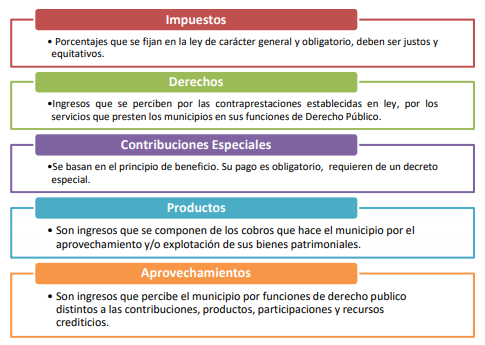 Impuestos
• Porcentajes que se fijan en la ley de carácter general y obligatorio, deben ser justos y
equitativos.
Derechos
•Ingresos que se perciben por las contraprestaciones establecidas en ley, por los
servicios que presten los municipios en sus funciones de Derecho Público.
Contribuciones Especiales
•Se basan en el principio de beneficio. Su pago es obligatorio, requieren de un decreto
especial.
Productos
• Son ingresos que se componen de los cobros que hace el municipio por el
aprovechamiento y/o explotación de sus bienes patrimoniales.
Aprovechamientos
• Son ingresos que percibe el municipio por funciones de derecho publico
distintos a las contribuciones, productos, participaciones y recursos
crediticios.